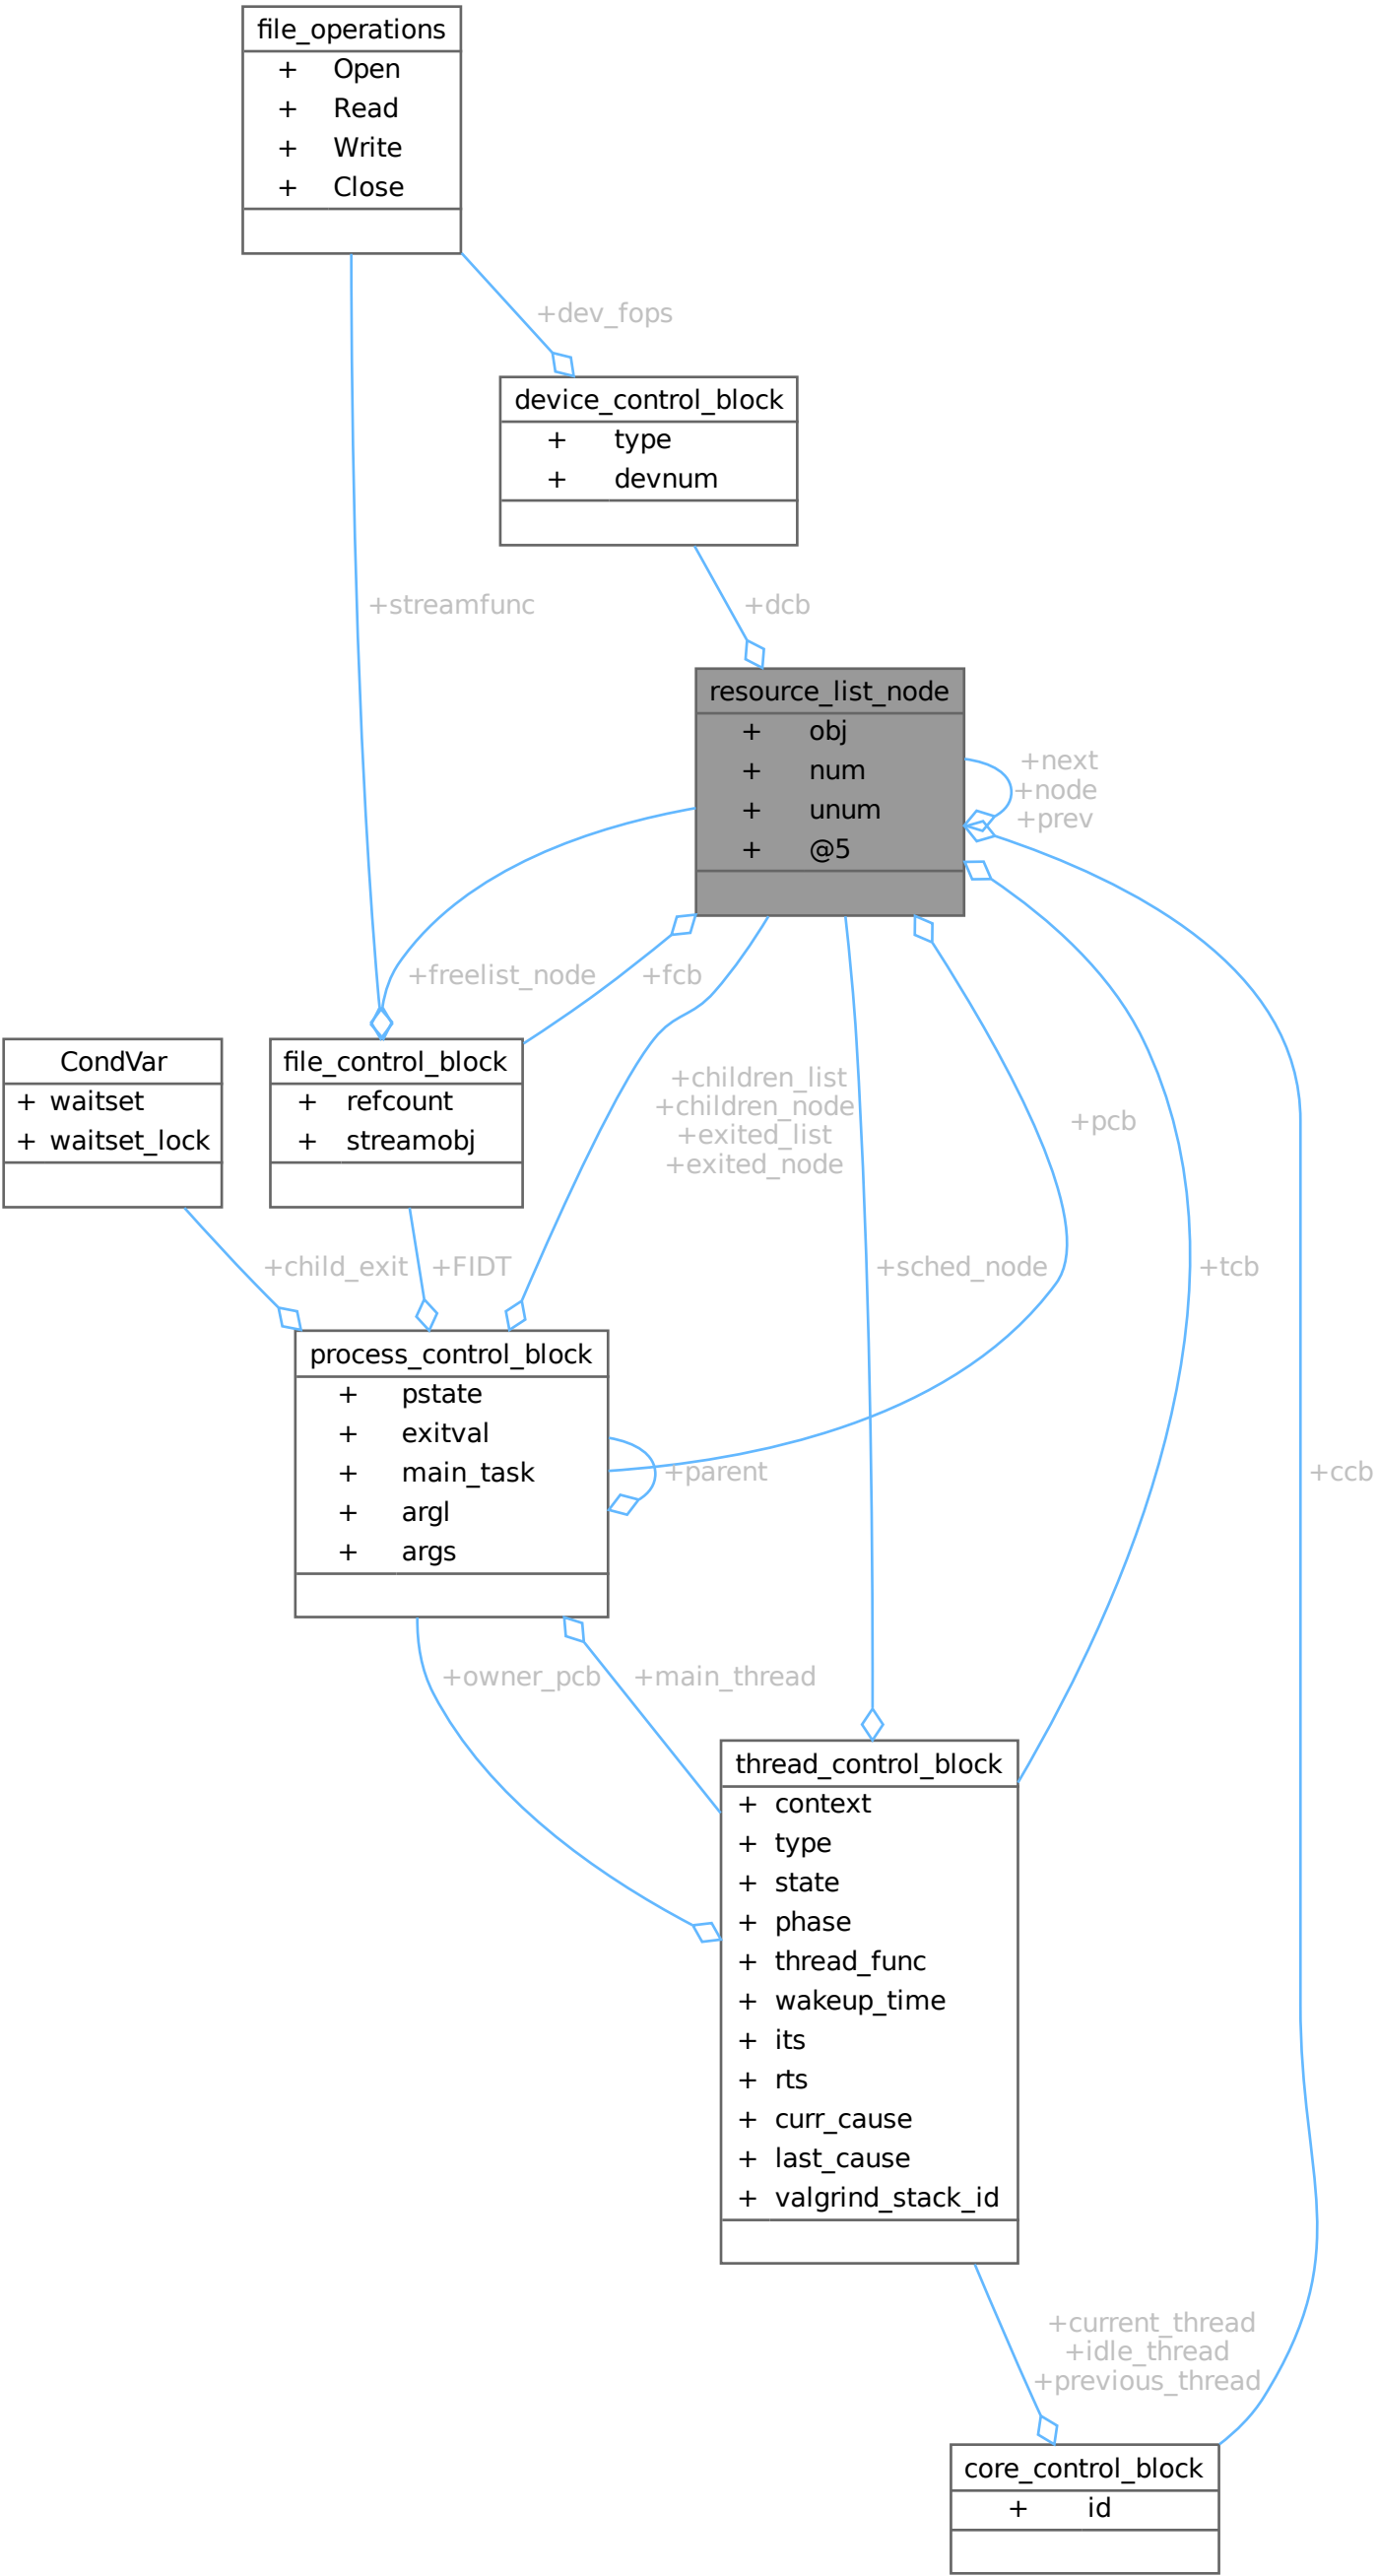 file_operations
+ Open
+ Read
+ Write
+ Close
+dev_fops
device_control_block
+ type
+ devnum
+streamfunc
+dcb
resource_list_node
+ obj
+ num
+ unum
+ @5
+next
+node
+prev
+freelist_node
+fcb
CondVar
+ waitset
+ waitset_lock
file_control_block
+ refcount
+ streamobj
+children_list
+children_node
+exited_list
+exited_node
+pcb
+child_exit
+FIDT
+sched_node
+tcb
process_control_block
+ pstate
+ exitval
+ main_task
+ argl
+ args
+parent
+ccb
+owner_pcb
+main_thread
thread_control_block
+ context
+ type
+ state
+ phase
+ thread_func
+ wakeup_time
+ its
+ rts
+ curr_cause
+ last_cause
+ valgrind_stack_id
+current_thread
+idle_thread
+previous_thread
core_control_block
+ id